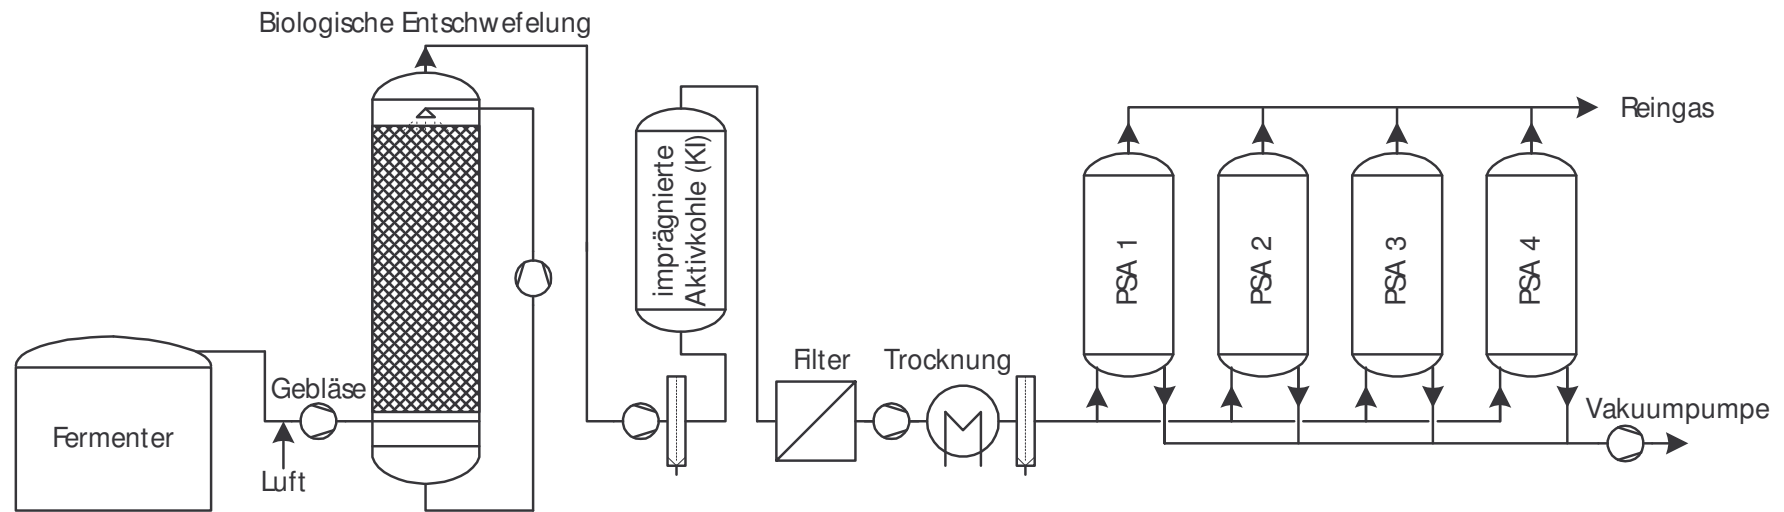 Biologische Entschwefelung
Reingas
imprägnierte
Aktivkohle (KI)
PSA 1
PSA 2
PSA 3
PSA 4
Filter
Trocknung
Gebläse
Vakuumpumpe
Fermenter
Luft